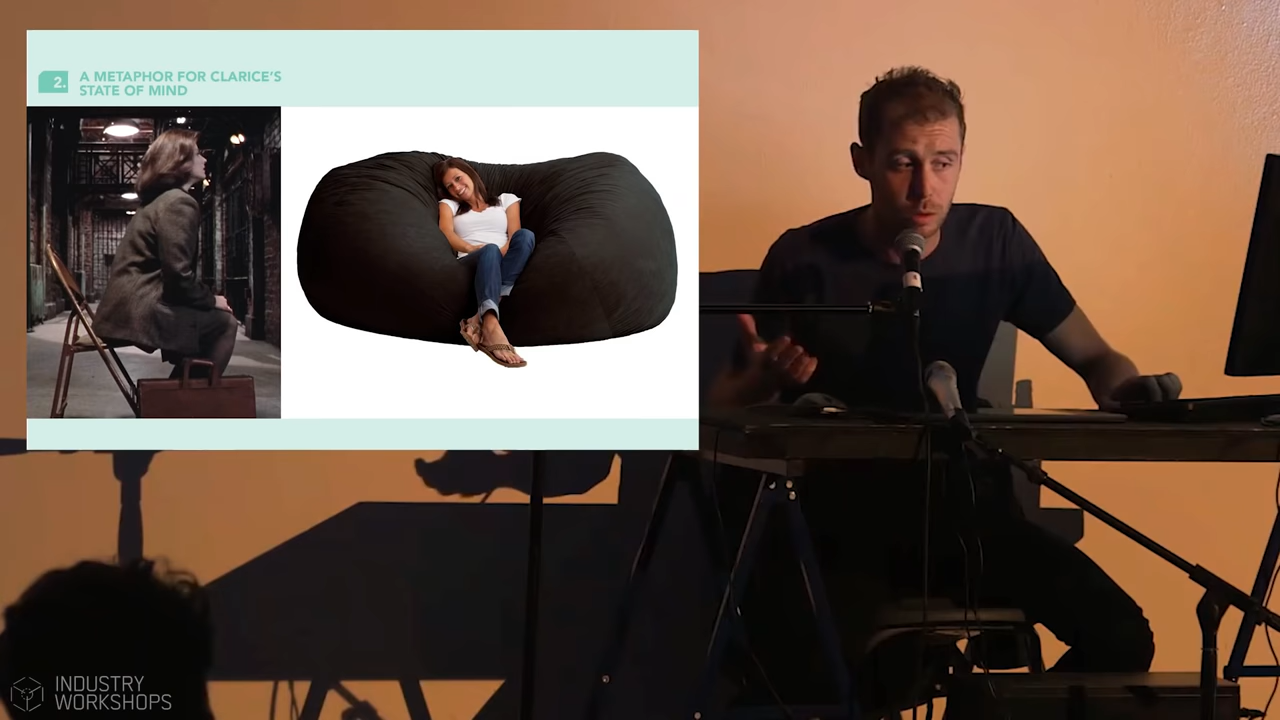 2.
A METAPHOR FOR CLARICE'S
STATE OF MIND
INDUSTRY
WORKSHOPS